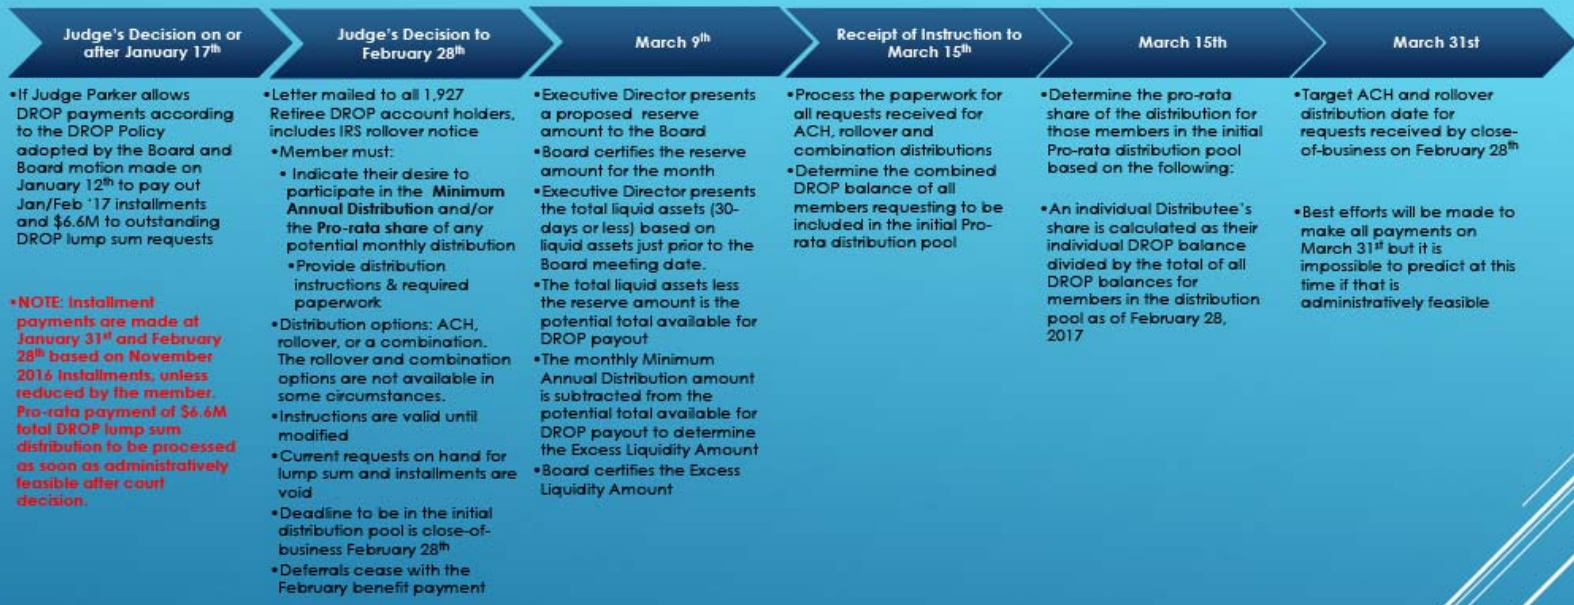 Judge's Decision on or
after January 17th
Judge's Decision to
February 28th
March 9th
Receipt of Instruction to
March 15th
March 15th
March 31st
•If Judge Parker allows
DROP payments according
to the DROP Policy
adopted by the Board and
Board motion made on
January 12th to pay out
Jan/Feb '17 installments
and $6.6M to outstanding
DROP lump sum requests
•NOTE: Installment
payments are made at
January 31st and February
28th based on November
2016 Installments, unless
reduced by the member.
Pro-rata payment of $6.6M
total DROP lump sum
distribution to be processed
as soon as administratively
feasible after court
decision.
•Letter mailed to all 1,927
Retiree DROP account holders,
includes IRS rollover notice
•Member must:
• Indicate their desire to
participate in the Minimum
Annual Distribution and/or
the Pro-rata share of any
potential monthly distribution
•Provide distribution
instructions & required
paperwork
•Distribution options: ACH,
rollover, or a combination.
The rollover and combination
options are not available in
some circumstances.
•Instructions are valid until
modified
•Current requests on hand for
lump sum and installments are
void
•Deadline to be in the initial
distribution pool is close-of-
business February 28th
•Deferrals cease with the
February benefit payment
•Executive Director presents
a proposed reserve
amount to the Board
•Board certifies the reserve
amount for the month
•Executive Director presents
the total liquid assets (30-
days or less) based on
liquid assets just prior to the
Board meeting date.
•The total liquid assets less
the reserve amount is the
potential total available for
DROP payout
•The monthly Minimum
Annual Distribution amount
is subtracted from the
potential total available for
DROP payout to determine
the Excess Liquidity Amount
•Board certifies the Excess
Liquidity Amount
•Process the paperwork for
all requests received for
ACH, rollover and
combination distributions
•Determine the combined
DROP balance of all
members requesting to be
included in the initial Pro-
rata distribution pool
•Determine the pro-rata
share of the distribution for
those members in the initial
Pro-rata distribution pool
based on the following:
•An individual Distributee's
share is calculated as their
individual DROP balance
divided by the total of all
DROP balances for
members in the distribution
pool as of February 28,
2017
•Target ACH and rollover
distribution date for
requests received by close-
of-business on February 28th
•Best efforts will be made to
make all payments on
March 31st but it is
impossible to predict at this
time if that is
administratively feasible